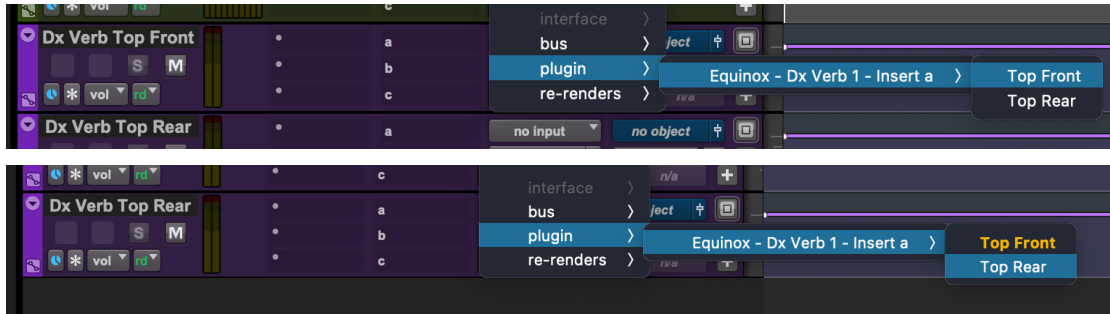 vol rd c interface
Dx Verb Top Front a bus ject
S M b plugin Equinox - Dx Verb 1 - Insert a Top Front
vol rd c re-renders n/a Top Rear
Dx Verb Top Rear a no input no object
vol rd c interface n/a
Dx Verb Top Rear a bus ject
S M b plugin Equinox - Dx Verb 1 - Insert a Top Front
vol rd c re-renders n/a Top Rear